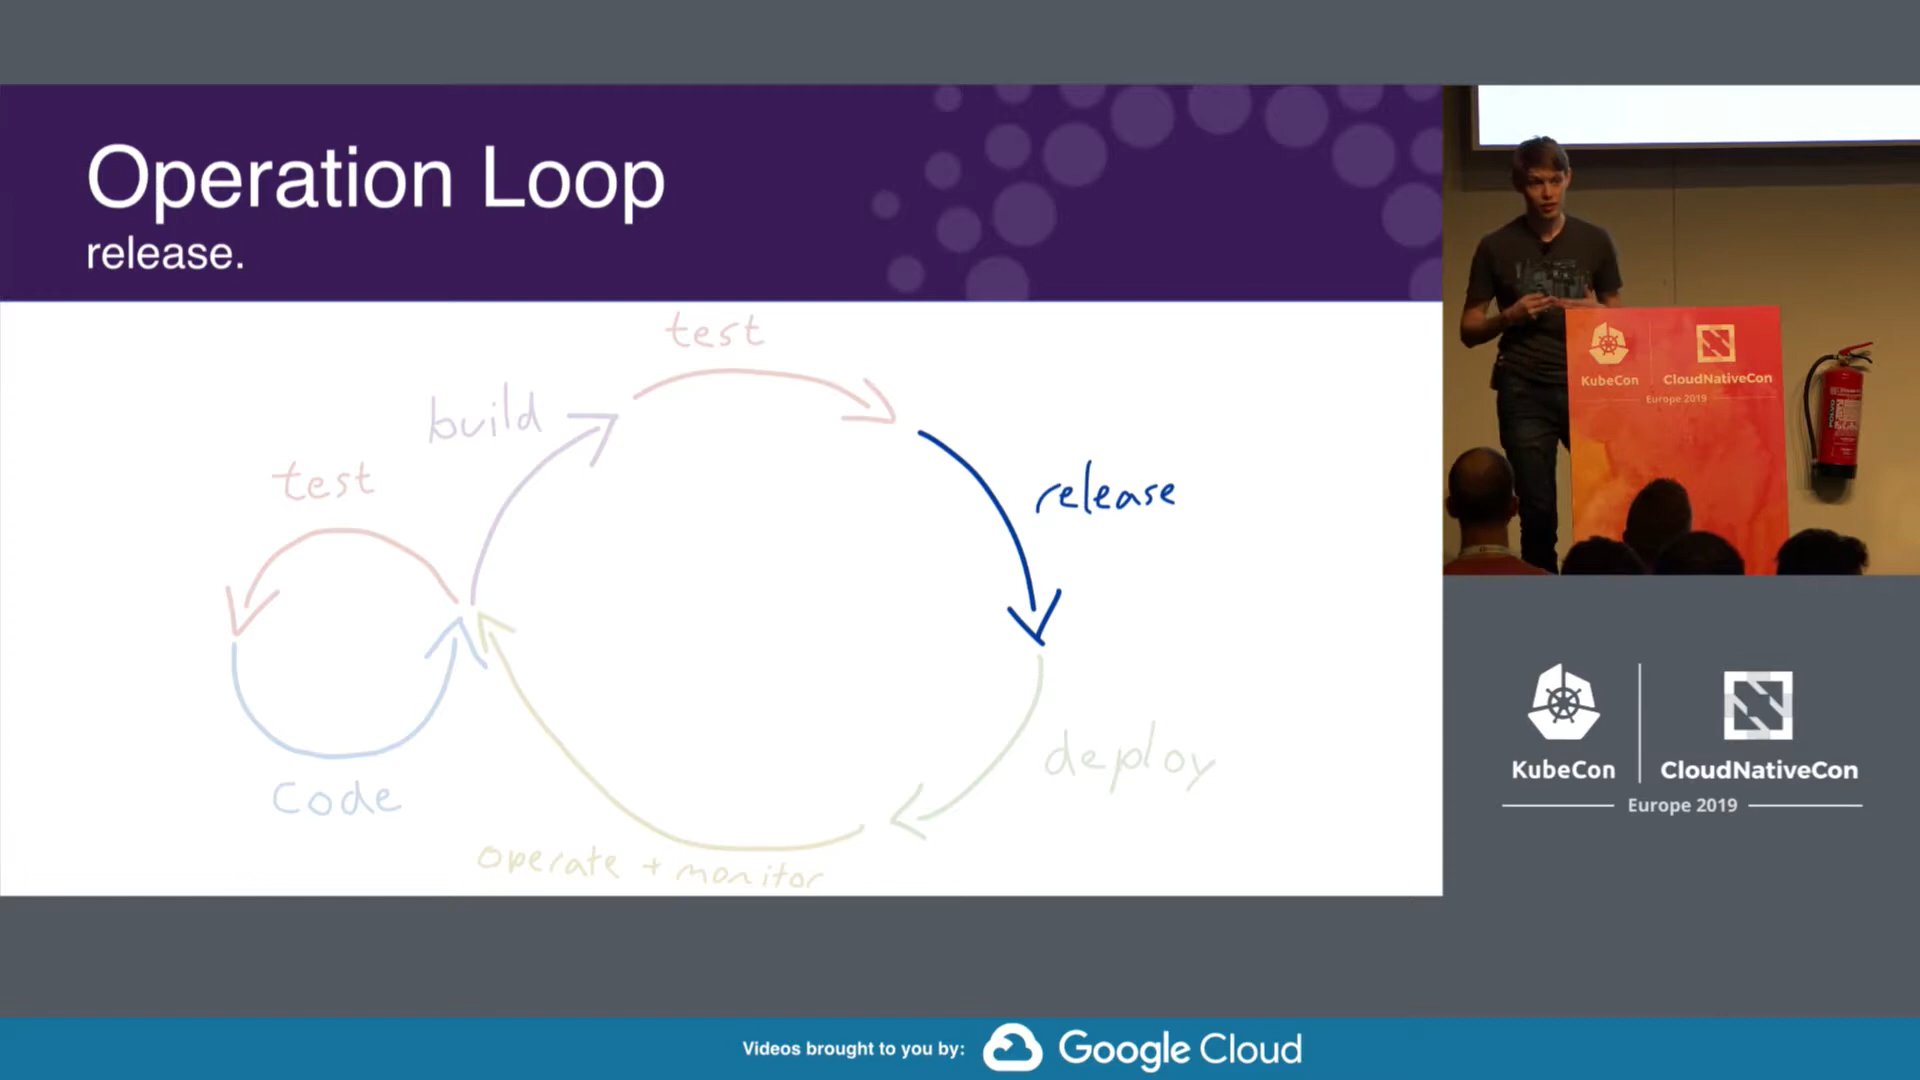 Operation Loop
release.
test
build
test
release
Code
deploy
operate + monitor
KubeCon
CloudNativeCon
Europe 2019
KubeCon
CloudNativeCon
Europe 2019
Videos brought to you by:
Google Cloud